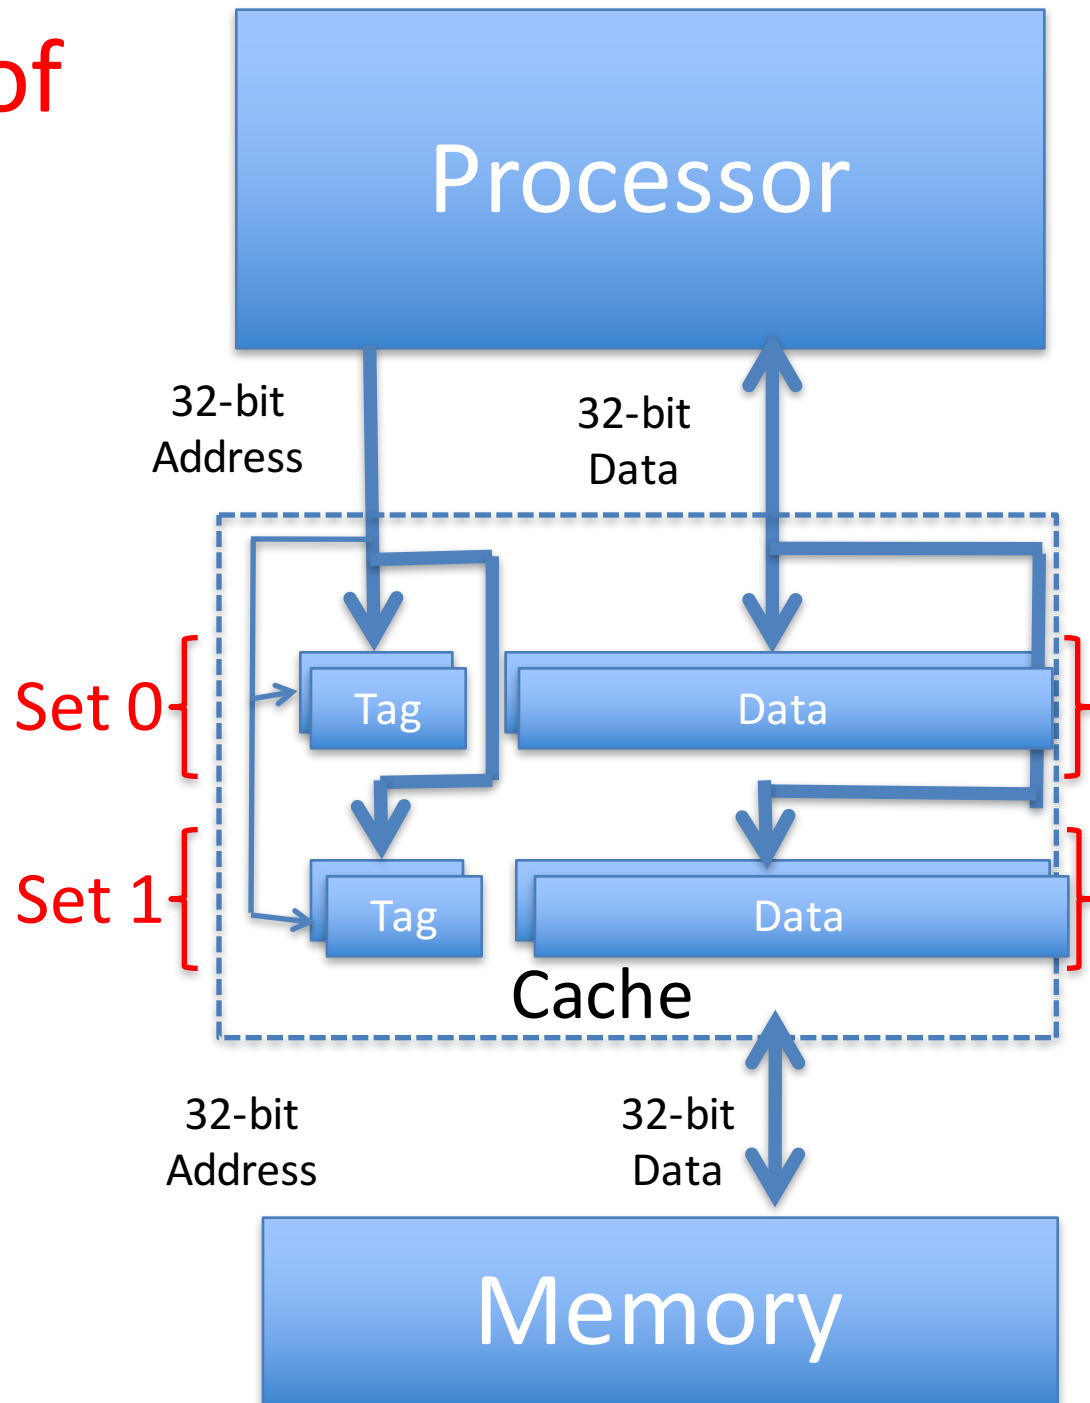 of
Processor
32-bit
Address
32-bit
Data
Set 0
Tag
Data
Set 1
Tag
Data
Cache
32-bit
Address
32-bit
Data
Memory